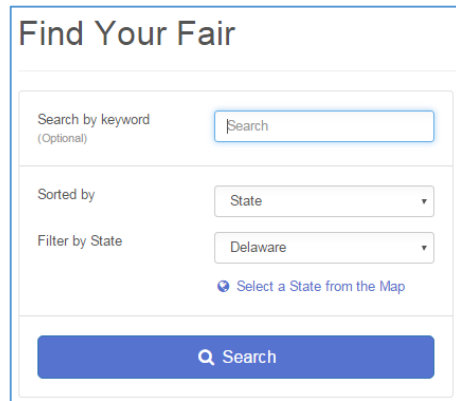 Find Your Fair
Search by keyword
(Optional)
Search
Sorted by
State
Filter by State
Delaware
Select a State from the Map
Search